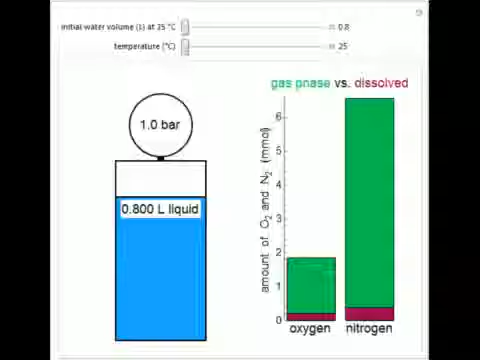 initial water volume (L) at 25 °C 0.8
temperature (°C) 25
gas phase vs. dissolved
1.0 bar
0.800 L liquid
amount of O₂ and N₂ (mmol)
6
5
4
3
2
1
0
oxygen nitrogen